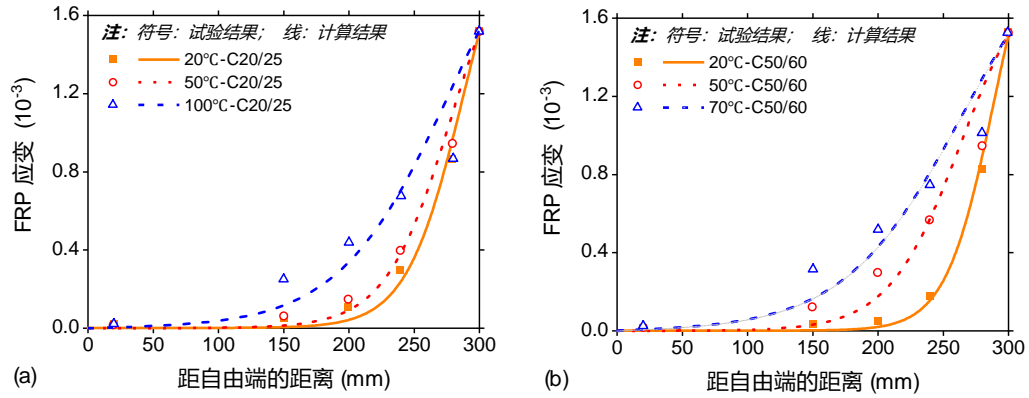 注：符号：试验结果； 线：计算结果
20℃-C20/25
50℃-C20/25
100℃-C20/25
FRP 应变 (10⁻³)
1.6
1.2
0.8
0.4
0.0
0 50 100 150 200 250 300
(a) 距自由端的距离 (mm)
注：符号：试验结果； 线：计算结果
20℃-C50/60
50℃-C50/60
70℃-C50/60
FRP 应变 (10⁻³)
1.6
1.2
0.8
0.4
0.0
0 50 100 150 200 250 300
(b) 距自由端的距离 (mm)